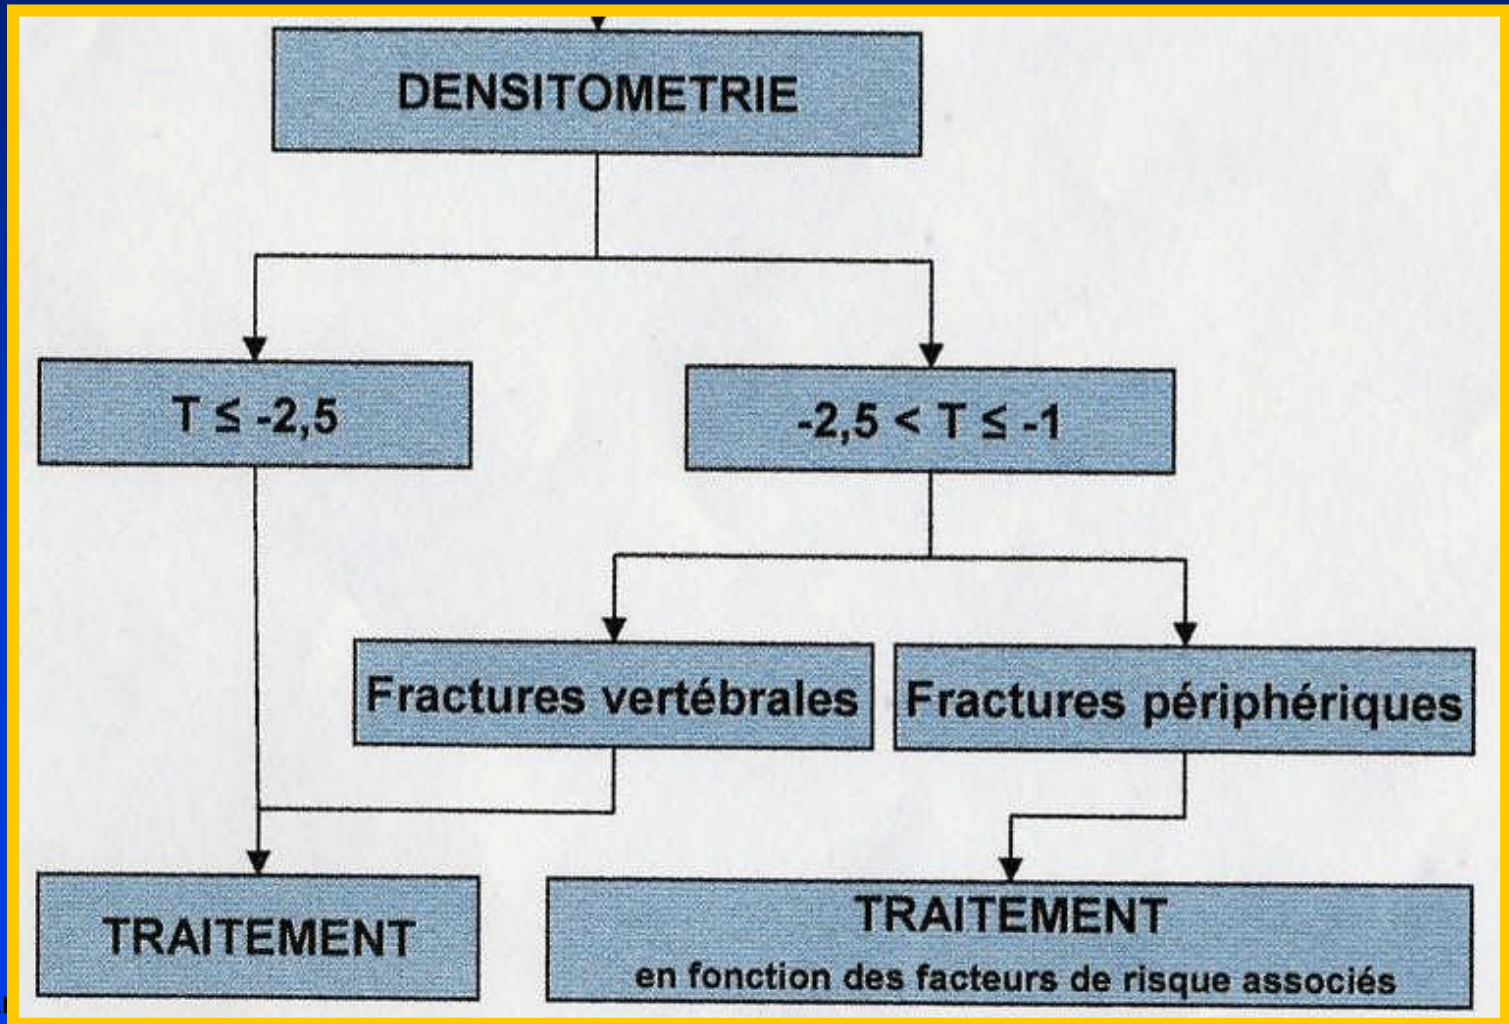 DENSITOMETRIE
T ≤ -2,5
-2,5 < T ≤ -1
Fractures vertébrales
Fractures périphériques
TRAITEMENT
TRAITEMENT
en fonction des facteurs de risque associés